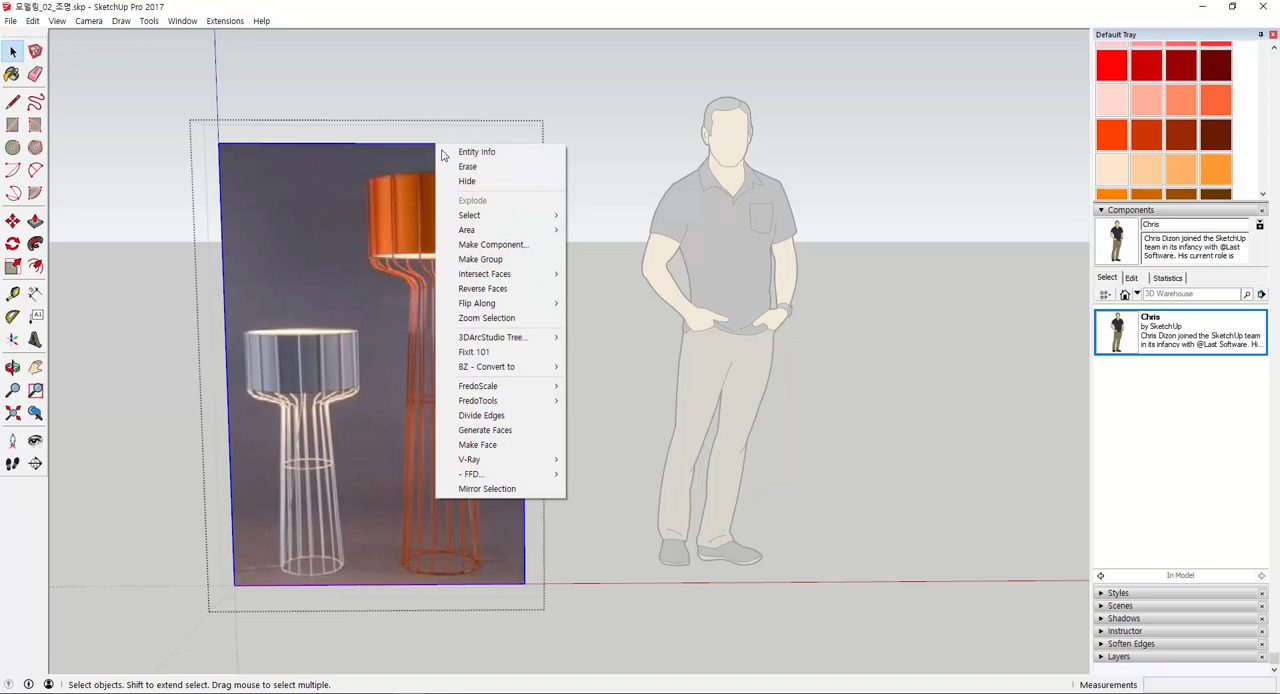 모델링_02_조명.skp - SketchUp Pro 2017
File Edit View Camera Draw Tools Window Extensions Help
Default Tray
Entity Info
Erase
Hide
Explode
Select
Area
Make Component...
Make Group
Intersect Faces
Reverse Faces
Flip Along
Zoom Selection
3DArcStudio Tree...
FixIt 101
BZ - Convert to
FredoScale
FredoTools
Divide Edges
Generate Faces
Make Face
V-Ray
- FFD...
Mirror Selection
Components
Chris
Chris Dizon joined the SketchUp
team in its infancy with @Last
Software. His current role is
Select Edit Statistics
3D Warehouse
Chris
by SketchUp
Chris Dizon joined the SketchUp team
in its infancy with @Last Software. Hi...
In Model
Styles
Scenes
Shadows
Instructor
Soften Edges
Layers
Select objects. Shift to extend select. Drag mouse to select multiple.
Measurements